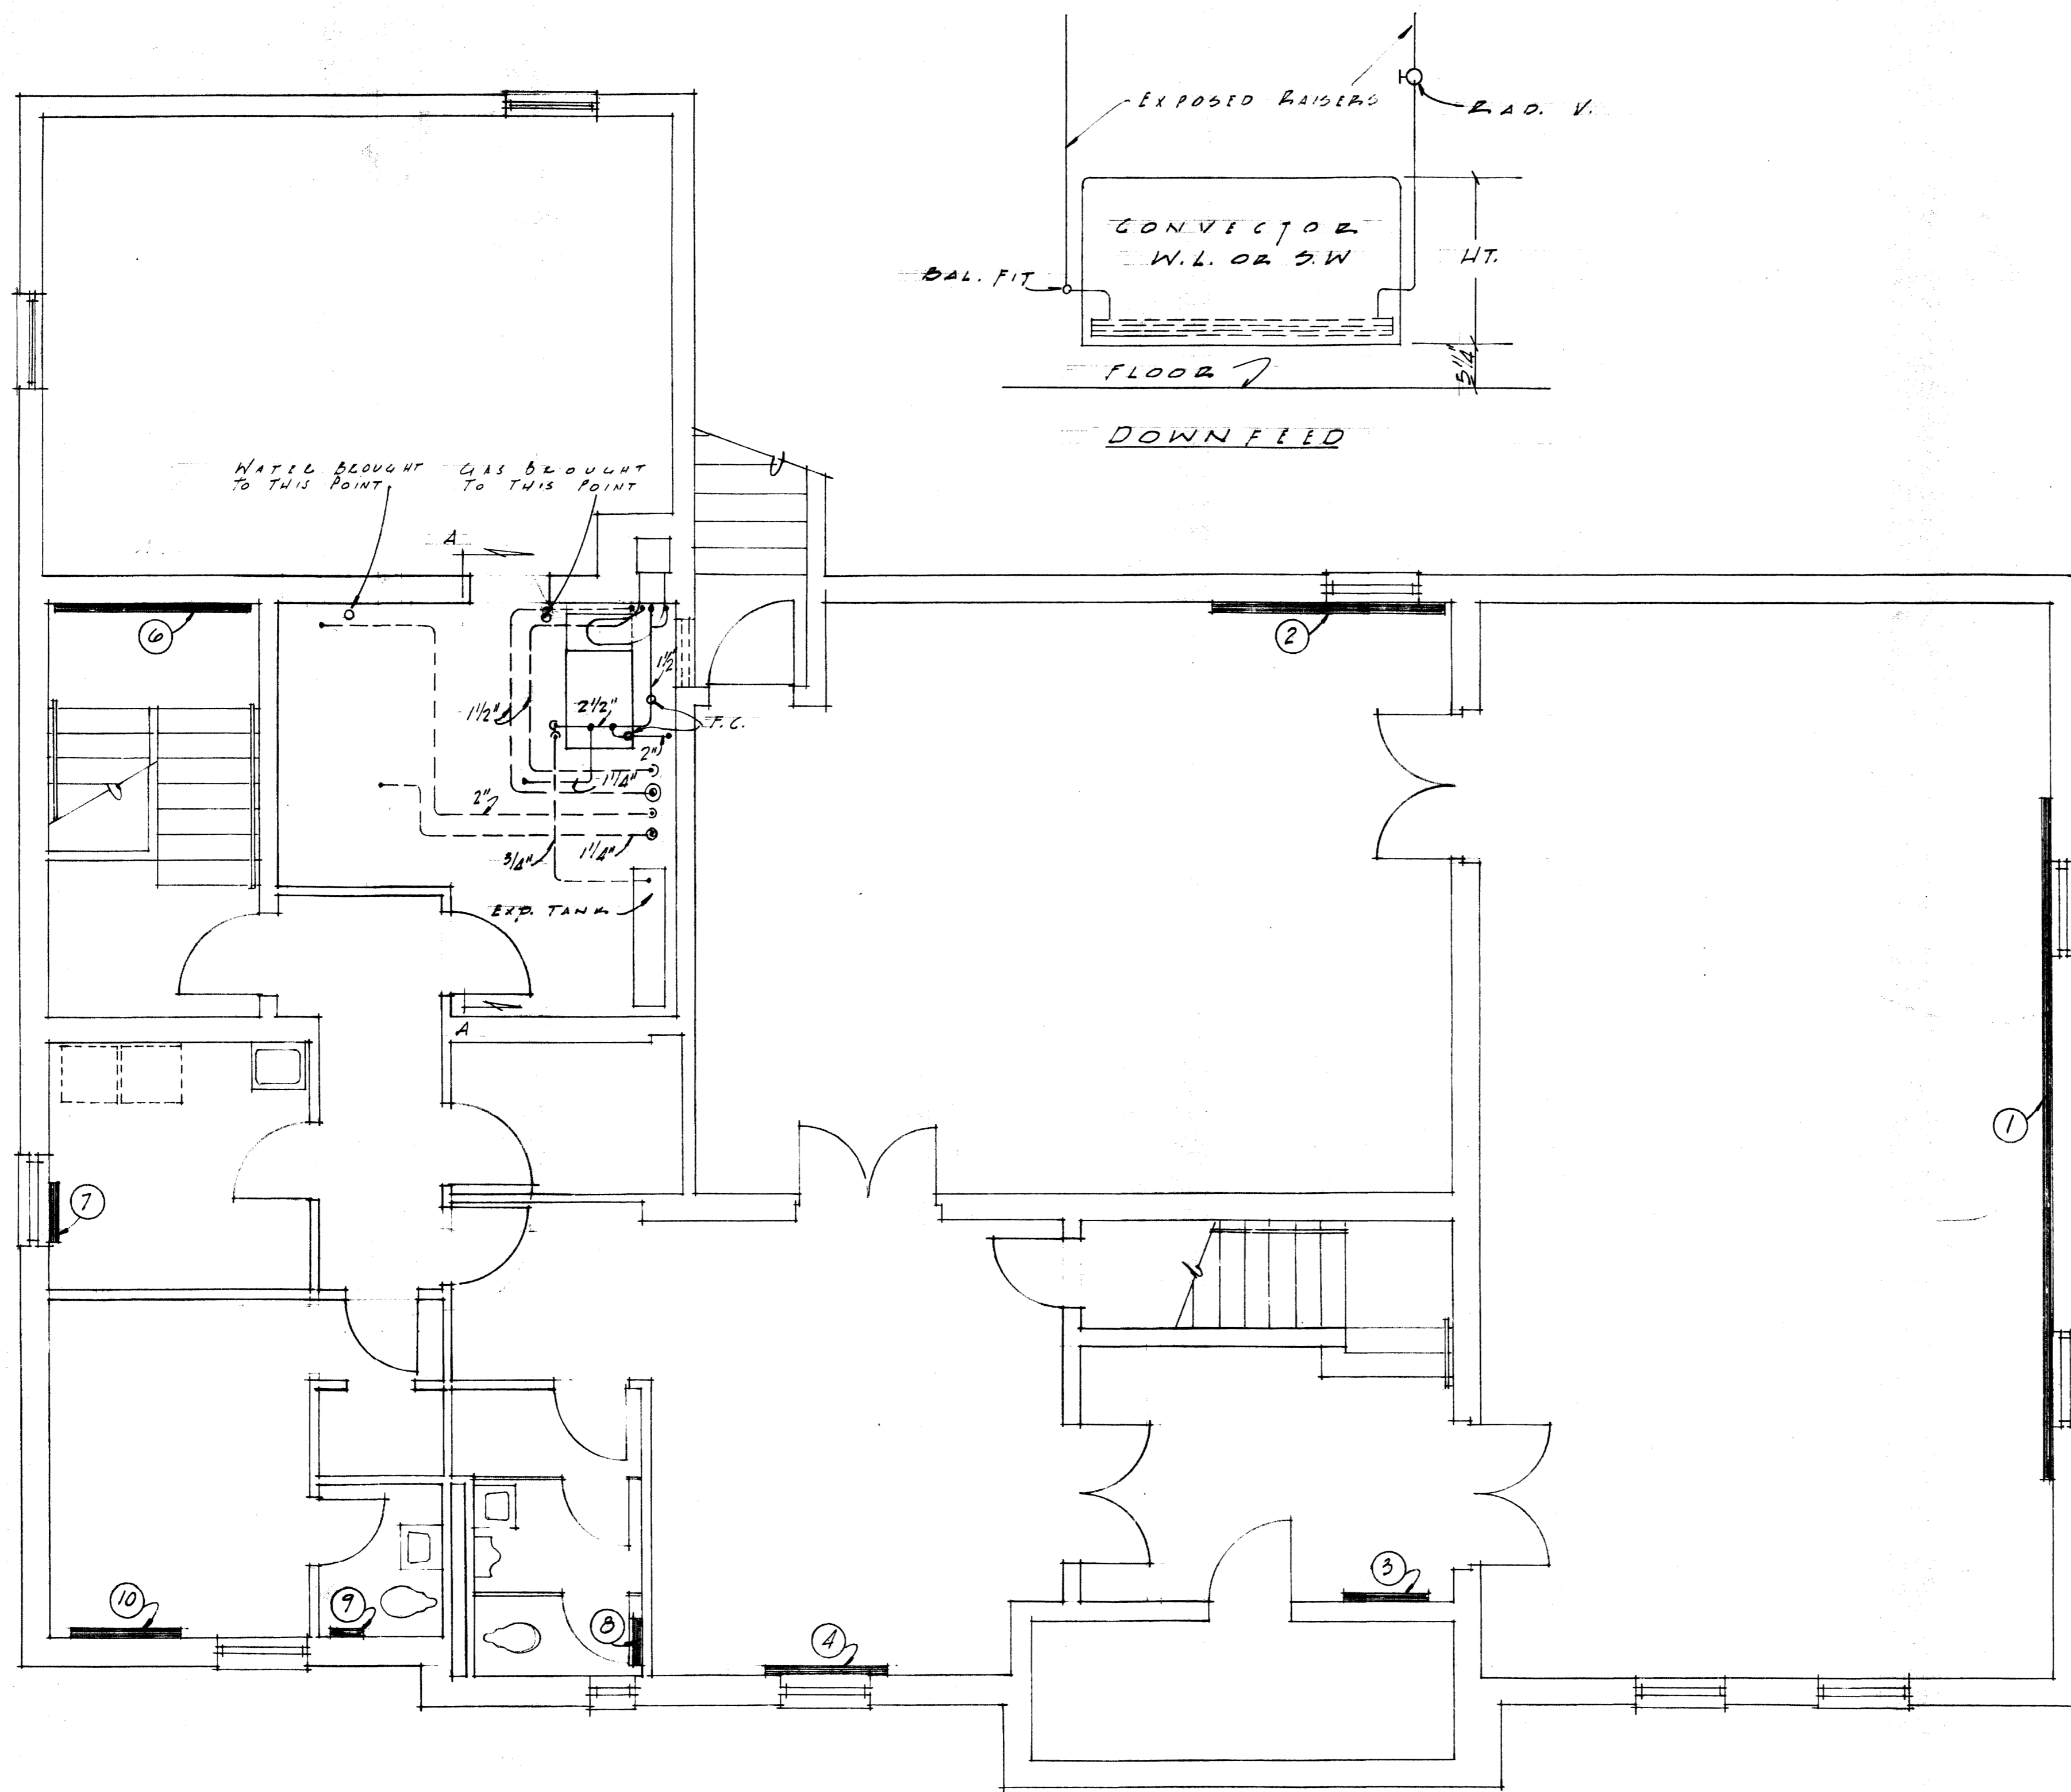 EXPOSED RAISERS
RAD. V.
CONVECTOR
W.L. OR S.W
HT.
BAL. FIT
5 1/4"
FLOOR
DOWNFEED
WATER BROUGHT
TO THIS POINT
GAS BROUGHT
TO THIS POINT
A
6
2
1 1/2"
1 1/2"
2 1/2"
F.C.
2"
1 1/4"
2"
3/4"
1 1/4"
EXP. TANK
A
1
7
10
9
8
4
3